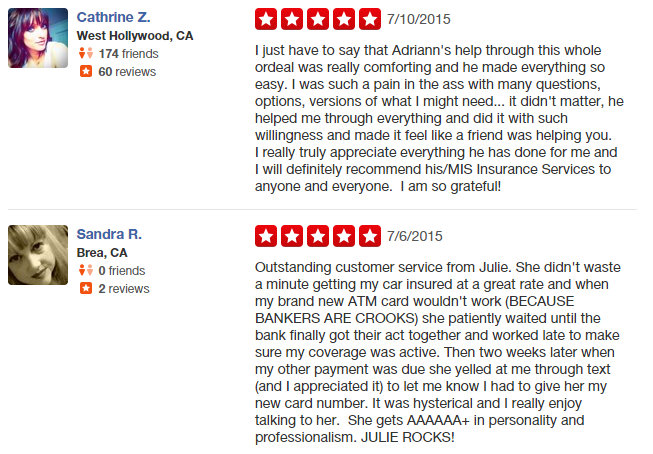 Cathrine Z.
West Hollywood, CA
174 friends
60 reviews
7/10/2015
I just have to say that Adriann's help through this whole
ordeal was really comforting and he made everything so
easy. I was such a pain in the ass with many questions,
options, versions of what I might need... it didn't matter, he
helped me through everything and did it with such
willingness and made it feel like a friend was helping you.
I really truly appreciate everything he has done for me and
I will definitely recommend his/MIS Insurance Services to
anyone and everyone.  I am so grateful!
Sandra R.
Brea, CA
0 friends
2 reviews
7/6/2015
Outstanding customer service from Julie. She didn't waste
a minute getting my car insured at a great rate and when
my brand new ATM card wouldn't work (BECAUSE
BANKERS ARE CROOKS) she patiently waited until the
bank finally got their act together and worked late to make
sure my coverage was active. Then two weeks later when
my other payment was due she yelled at me through text
(and I appreciated it) to let me know I had to give her my
new card number. It was hysterical and I really enjoy
talking to her.  She gets AAAAAA+ in personality and
professionalism. JULIE ROCKS!